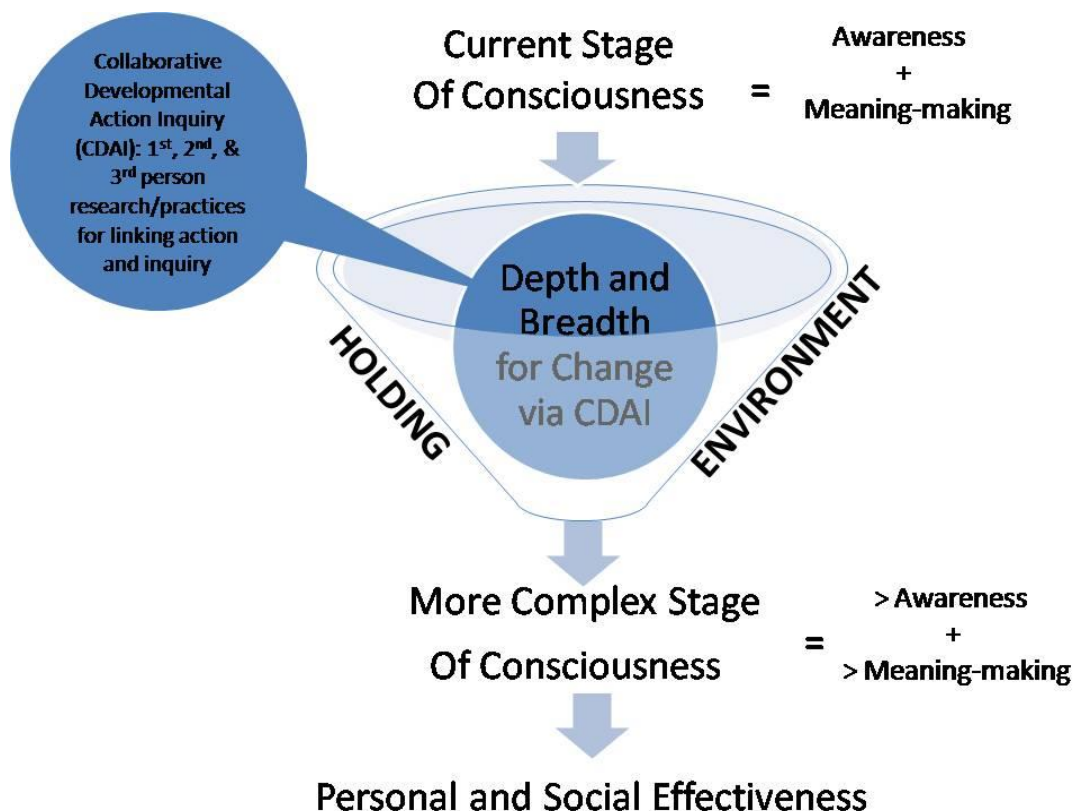 Collaborative
Developmental
Action Inquiry
(CDAI): 1st, 2nd, &
3rd person
research/practices
for linking action
and inquiry
Current Stage
Of Consciousness
=
Awareness
+
Meaning-making
Depth and
Breadth
for Change
via CDAI
HOLDING
ENVIRONMENT
More Complex Stage
Of Consciousness
=
> Awareness
+
> Meaning-making
Personal and Social Effectiveness